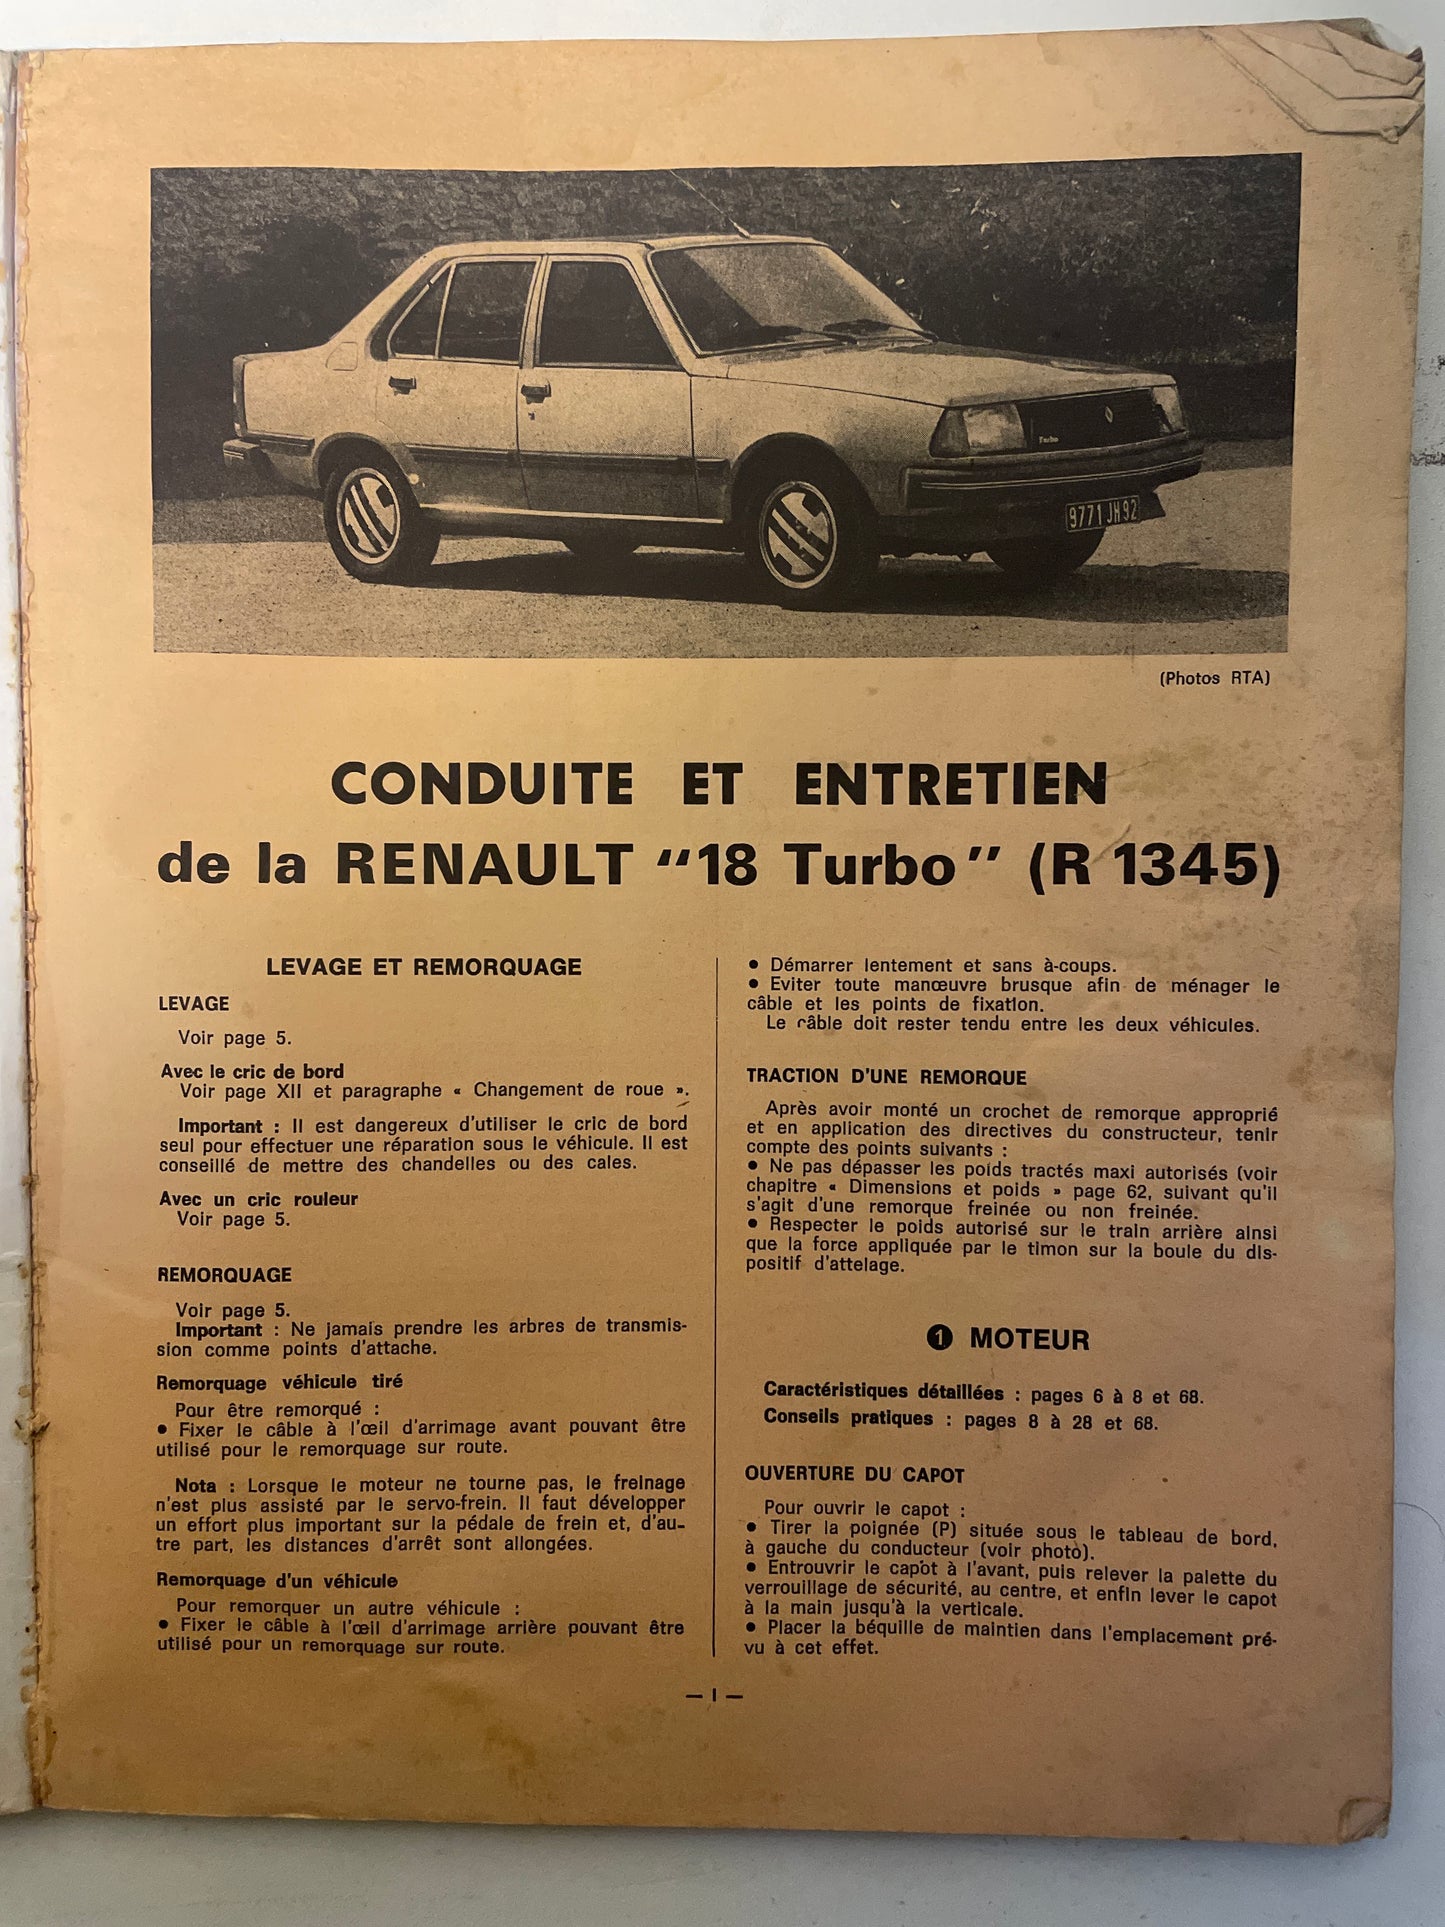 Turbo
9771 JH 92
(Photos RTA)
CONDUITE ET ENTRETIEN
de la RENAULT "18 Turbo" (R 1345)
LEVAGE ET REMORQUAGE
LEVAGE
Voir page 5.
Avec le cric de bord
Voir page XII et paragraphe « Changement de roue ».
Important : Il est dangereux d'utiliser le cric de bord
seul pour effectuer une réparation sous le véhicule. Il est
conseillé de mettre des chandelles ou des cales.
Avec un cric rouleur
Voir page 5.
REMORQUAGE
Voir page 5.
Important : Ne jamais prendre les arbres de transmis-
sion comme points d'attache.
Remorquage véhicule tiré
Pour être remorqué :
• Fixer le câble à l'œil d'arrimage avant pouvant être
utilisé pour le remorquage sur route.
Nota : Lorsque le moteur ne tourne pas, le freinage
n'est plus assisté par le servo-frein. Il faut développer
un effort plus important sur la pédale de frein et, d'au-
tre part, les distances d'arrêt sont allongées.
Remorquage d'un véhicule
Pour remorquer un autre véhicule :
• Fixer le câble à l'œil d'arrimage arrière pouvant être
utilisé pour un remorquage sur route.
• Démarrer lentement et sans à-coups.
• Eviter toute manœuvre brusque afin de ménager le
câble et les points de fixation.
Le câble doit rester tendu entre les deux véhicules.
TRACTION D'UNE REMORQUE
Après avoir monté un crochet de remorque approprié
et en application des directives du constructeur, tenir
compte des points suivants :
• Ne pas dépasser les poids tractés maxi autorisés (voir
chapitre « Dimensions et poids » page 62, suivant qu'il
s'agit d'une remorque freinée ou non freinée.
• Respecter le poids autorisé sur le train arrière ainsi
que la force appliquée par le timon sur la boule du dis-
positif d'attelage.
1 MOTEUR
Caractéristiques détaillées : pages 6 à 8 et 68.
Conseils pratiques : pages 8 à 28 et 68.
OUVERTURE DU CAPOT
Pour ouvrir le capot :
• Tirer la poignée (P) située sous le tableau de bord,
à gauche du conducteur (voir photo).
• Entrouvrir le capot à l'avant, puis relever la palette du
verrouillage de sécurité, au centre, et enfin lever le capot
à la main jusqu'à la verticale.
• Placer la béquille de maintien dans l'emplacement pré-
vu à cet effet.
— I —